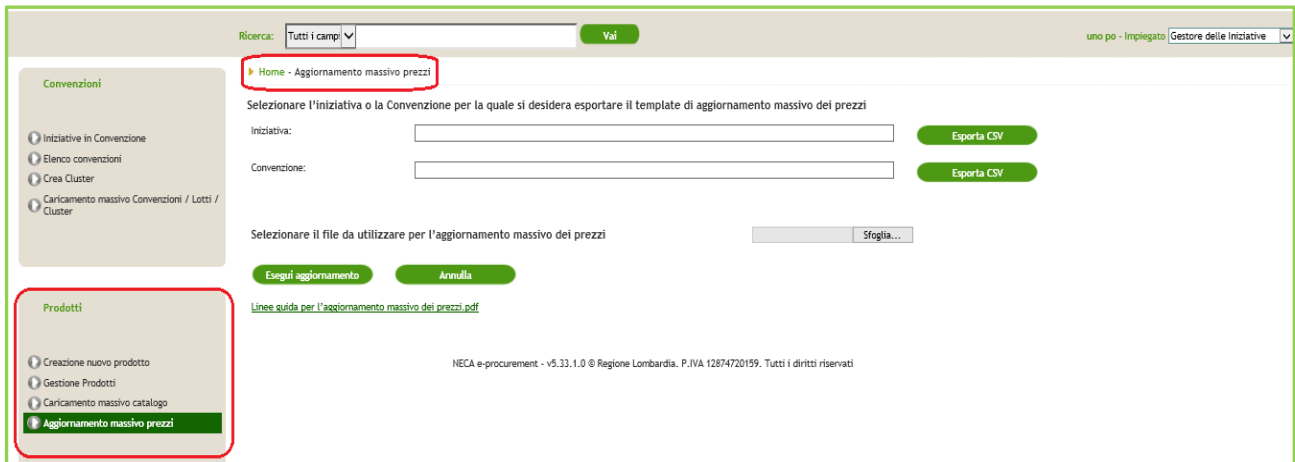 Ricerca: Tutti i camp Vai uno po - Impiegato Gestore delle Iniziative
Home - Aggiornamento massivo prezzi
Convenzioni
Iniziative in Convenzione
Elenco convenzioni
Crea Cluster
Caricamento massivo Convenzioni / Lotti /
Cluster
Selezionare l'iniziativa o la Convenzione per la quale si desidera esportare il template di aggiornamento massivo dei prezzi
Iniziativa: Esporta CSV
Convenzione: Esporta CSV
Selezionare il file da utilizzare per l'aggiornamento massivo dei prezzi Sfoglia...
Esegui aggiornamento Annulla
Linee guida per l'aggiornamento massivo dei prezzi.pdf
Prodotti
Creazione nuovo prodotto
Gestione Prodotti
Caricamento massivo catalogo
Aggiornamento massivo prezzi
NECA e-procurement - v5.33.1.0 © Regione Lombardia. P.IVA 12874720159. Tutti i diritti riservati